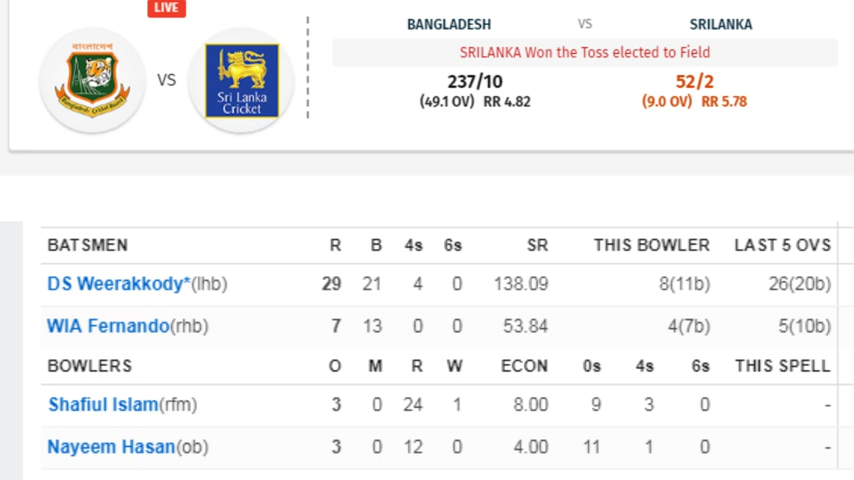 LIVE
BANGLADESH VS SRILANKA
SRILANKA Won the Toss elected to Field
VS
237/10 52/2
(49.1 OV) RR 4.82 (9.0 OV) RR 5.78
Sri Lanka
Cricket
BATSMEN R B 4s 6s SR THIS BOWLER LAST 5 OVS
DS Weerakkody*(lhb) 29 21 4 0 138.09 8(11b) 26(20b)
WIA Fernando(rhb) 7 13 0 0 53.84 4(7b) 5(10b)
BOWLERS O M R W ECON 0s 4s 6s THIS SPELL
Shafiul Islam(rfm) 3 0 24 1 8.00 9 3 0 -
Nayeem Hasan(ob) 3 0 12 0 4.00 11 1 0 -